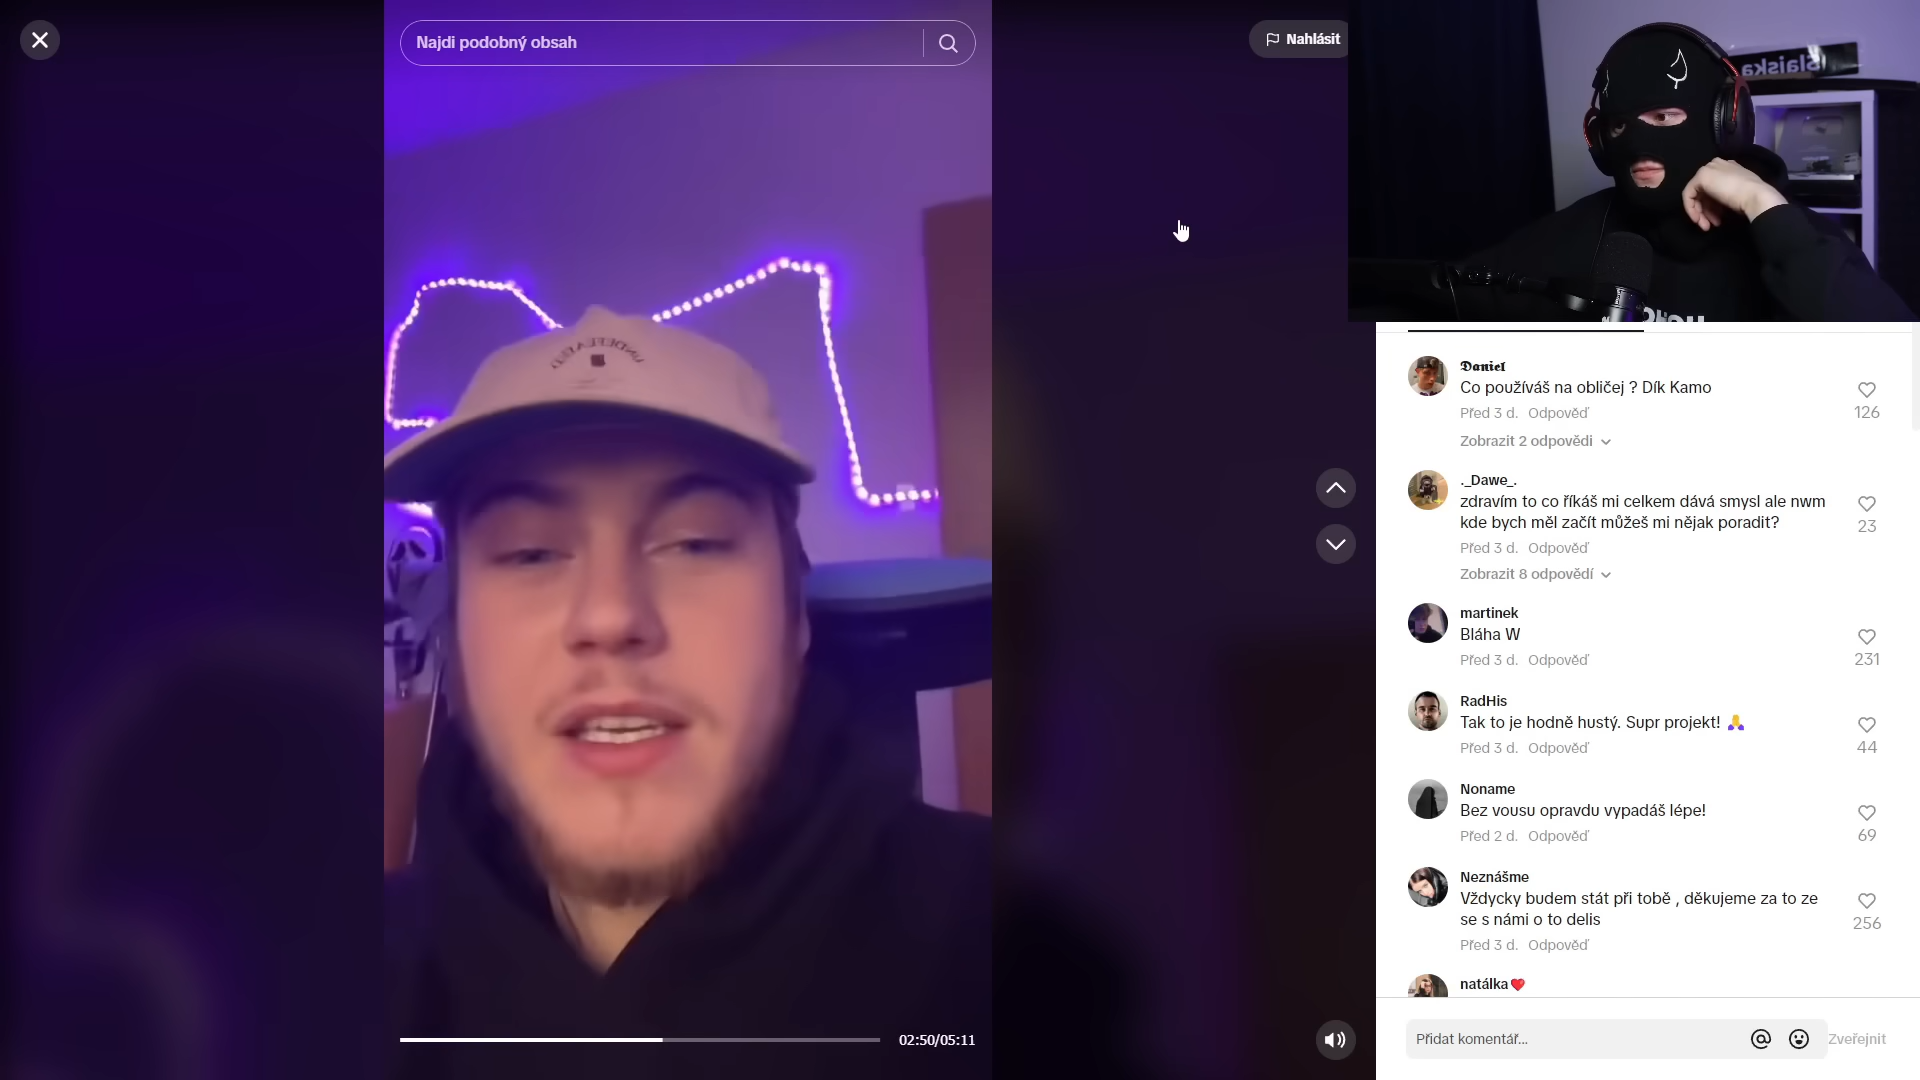 Najdi podobný obsah
Nahlásit
Slaiska
UNDEFEATED
𝕯𝖆𝖓𝖎𝖊𝖑
Co používáš na obličej ? Dík Kamo
Před 3 d. Odpověď
126
Zobrazit 2 odpovědi
._Dawe_.
zdravím to co říkáš mi celkem dává smysl ale nwm
kde bych měl začít můžeš mi nějak poradit?
23
Před 3 d. Odpověď
Zobrazit 8 odpovědí
martinek
Bláha W
Před 3 d. Odpověď
231
RadHis
Tak to je hodně hustý. Supr projekt! 🙏
Před 3 d. Odpověď
44
Noname
Bez vousu opravdu vypadáš lépe!
Před 2 d. Odpověď
69
Neznášme
Vždycky budem stát při tobě , děkujeme za to ze
se s námi o to delis
256
Před 3 d. Odpověď
natálka❤️
02:50/05:11
Přidat komentář...
Zveřejnit